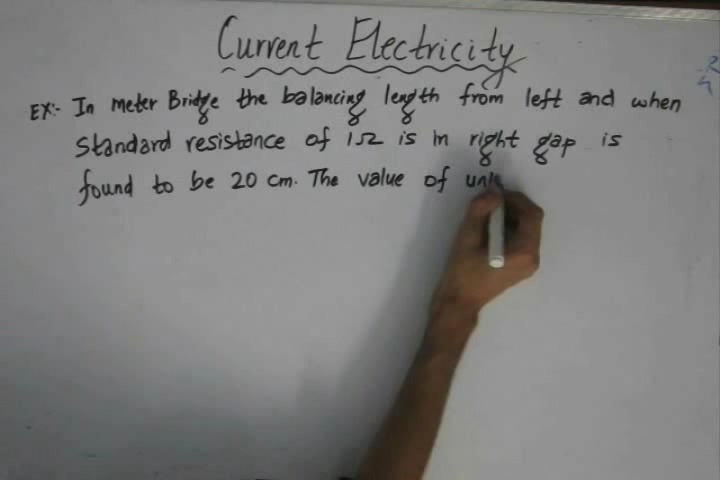 Current Electricity
EX:- In meter Bridge the balancing length from left and when
standard resistance of 1Ω is in right gap is
found to be 20 cm. The value of